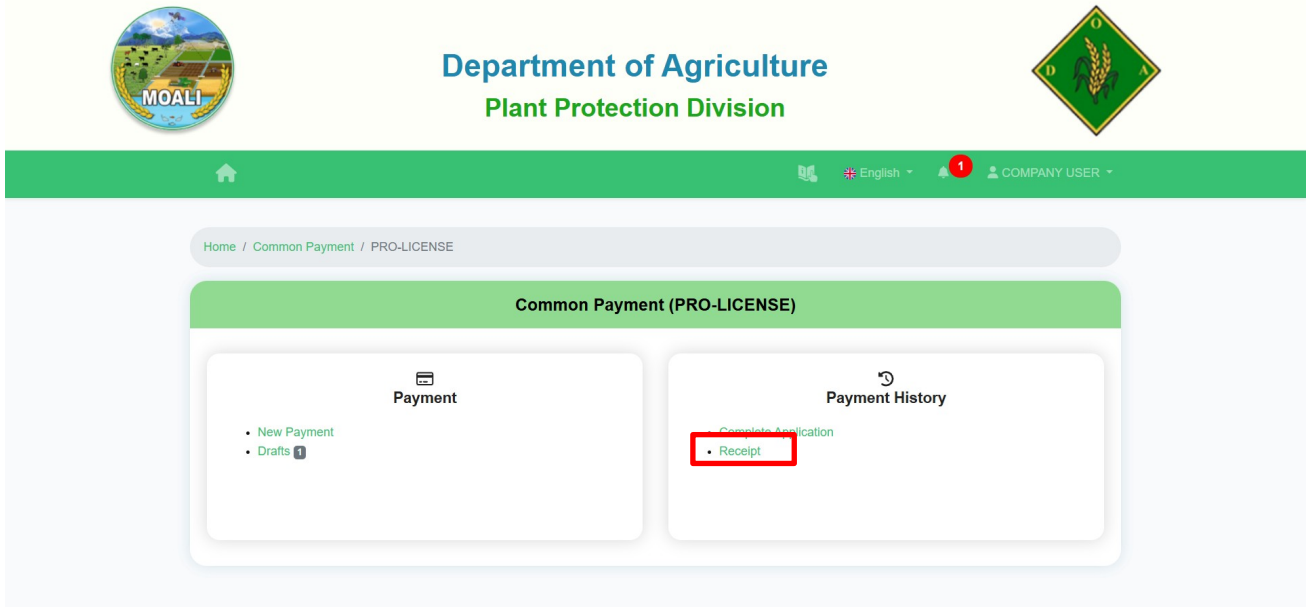 MOALI
Department of Agriculture
Plant Protection Division
O
D A
English 1 COMPANY USER
Home / Common Payment / PRO-LICENSE
Common Payment (PRO-LICENSE)
Payment
New Payment
Drafts 1
Payment History
Complete Application
Receipt